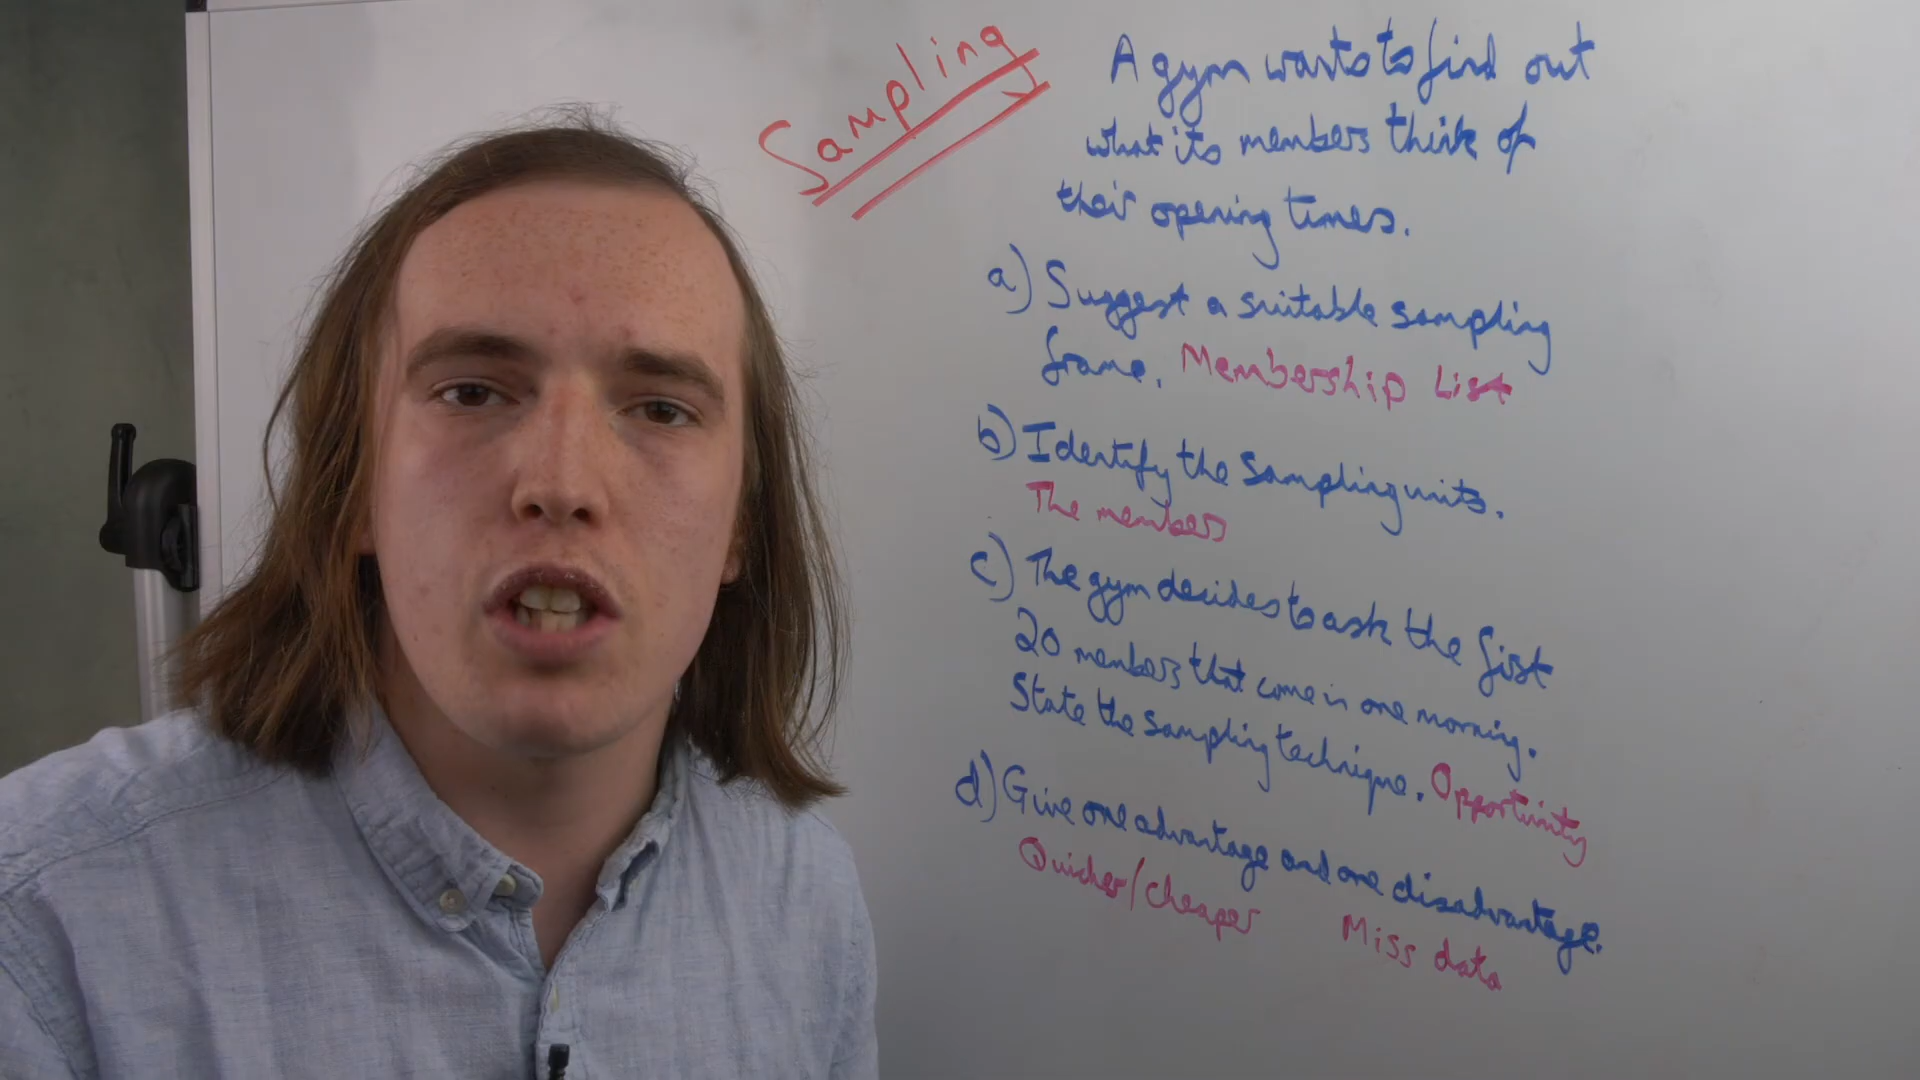 Sampling
A gym wants to find out
what its members think of
their opening times.
a) Suggest a suitable sampling
frame. Membership List
b) Identify the Sampling units.
The members
c) The gym decides to ask the first
20 members that come in one morning.
State the sampling technique. Opportunity
d) Give one advantage and one disadvantage.
Quicker/cheaper Miss data